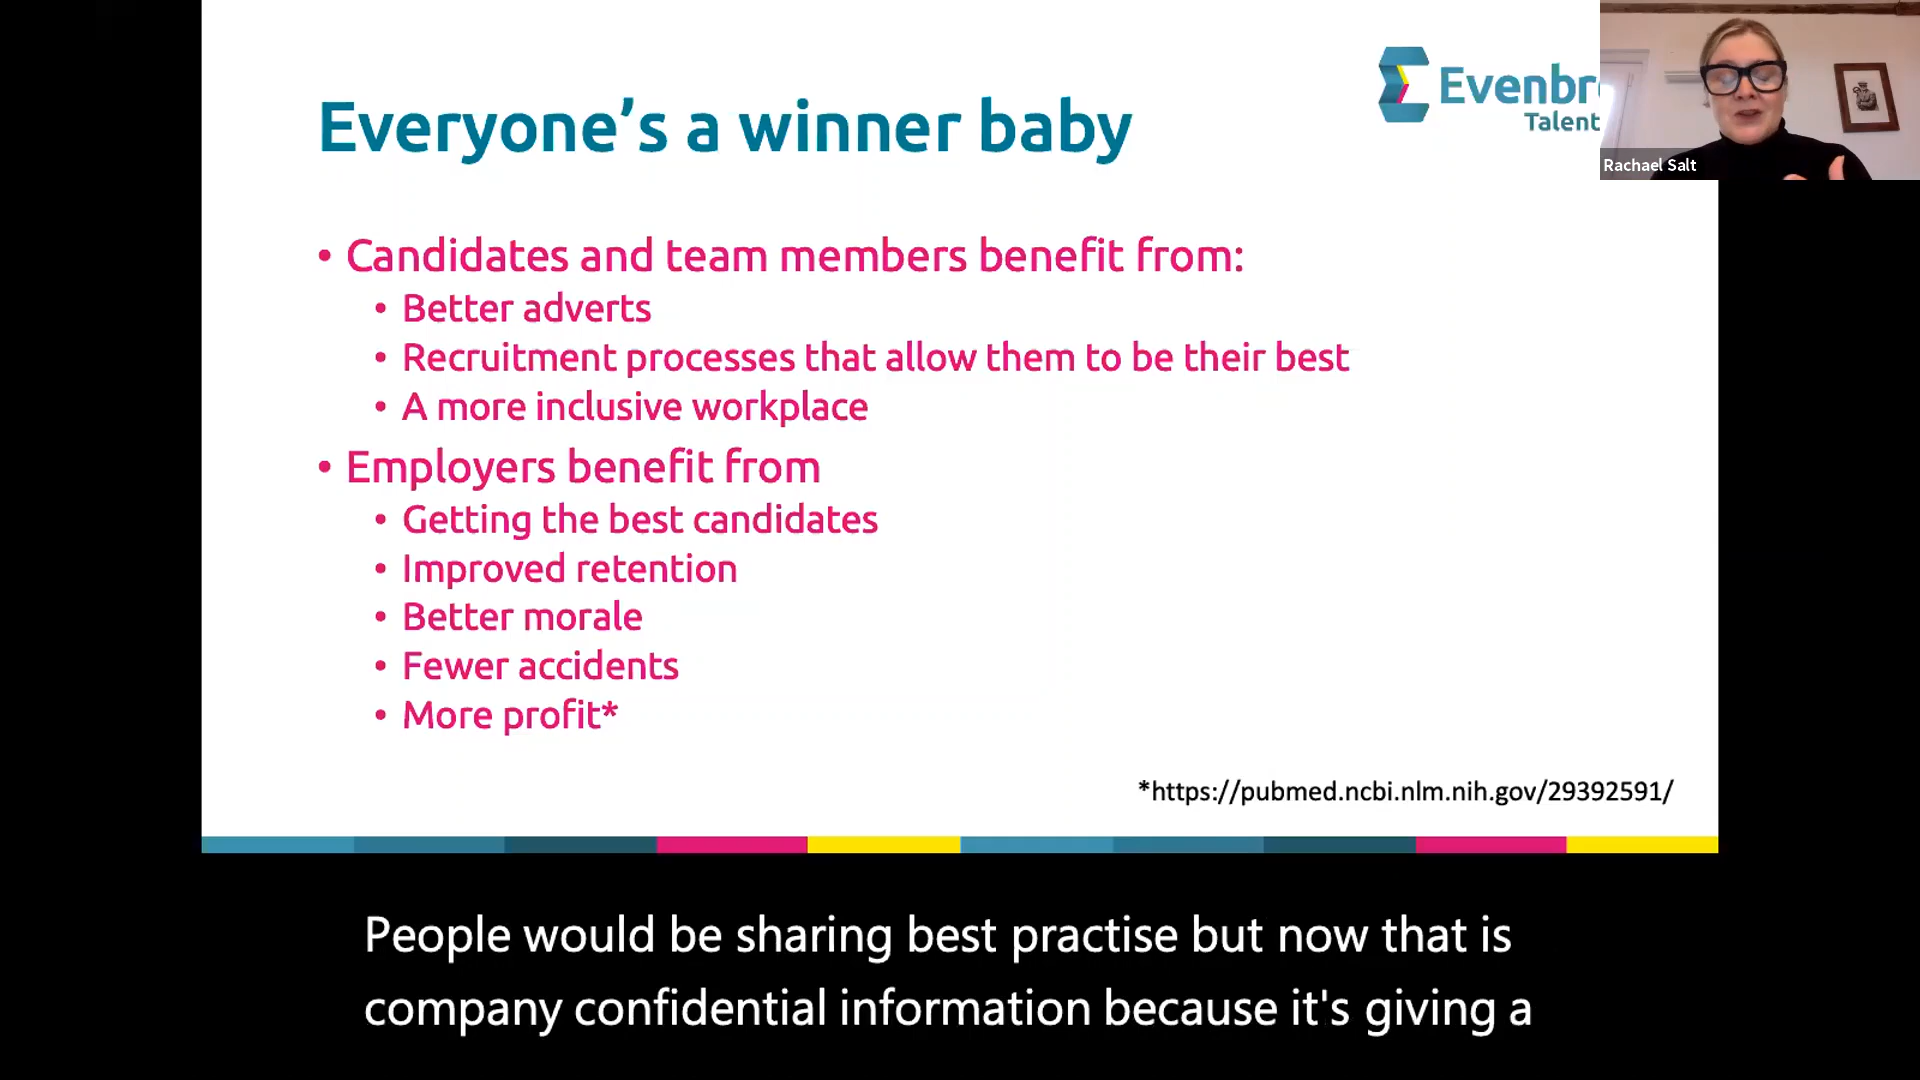 Everyone’s a winner baby
Evenbr
Talent
Rachael Salt
• Candidates and team members benefit from:
• Better adverts
• Recruitment processes that allow them to be their best
• A more inclusive workplace
• Employers benefit from
• Getting the best candidates
• Improved retention
• Better morale
• Fewer accidents
• More profit*
*https://pubmed.ncbi.nlm.nih.gov/29392591/
People would be sharing best practise but now that is
company confidential information because it's giving a